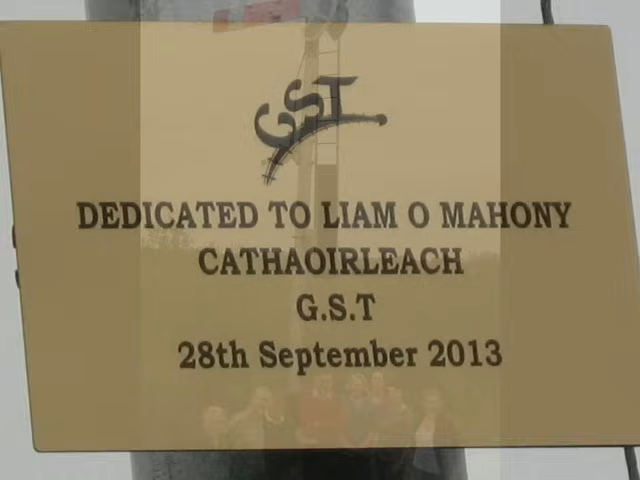 GST
DEDICATED TO LIAM O MAHONY
CATHAOIRLEACH
G.S.T
28th September 2013